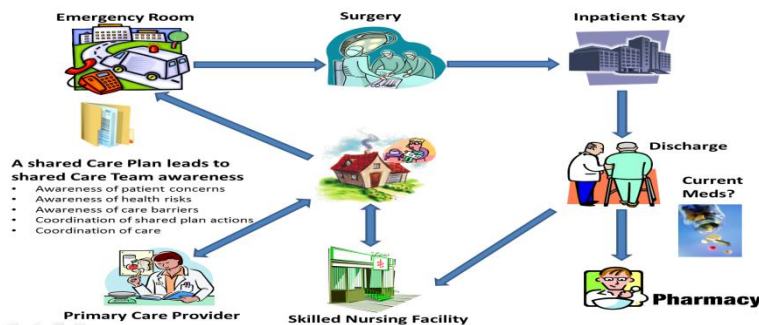 Emergency Room
Surgery
Inpatient Stay
Discharge
Current
Meds?
A shared Care Plan leads to
shared Care Team awareness
• Awareness of patient concerns
• Awareness of health risks
• Awareness of care barriers
• Coordination of shared plan actions
• Coordination of care
Primary Care Provider
Skilled Nursing Facility
Pharmacy